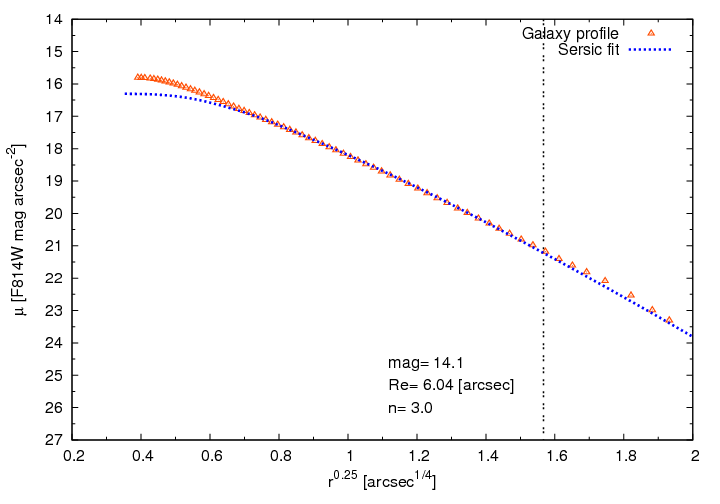 14
15
16
17
18
19
20
21
22
23
24
25
26
27
0.2 0.4 0.6 0.8 1 1.2 1.4 1.6 1.8 2
μ [F814W mag arcsec^-2]
r^0.25 [arcsec^1/4]
Galaxy profile
Sersic fit
mag= 14.1
Re= 6.04 [arcsec]
n= 3.0